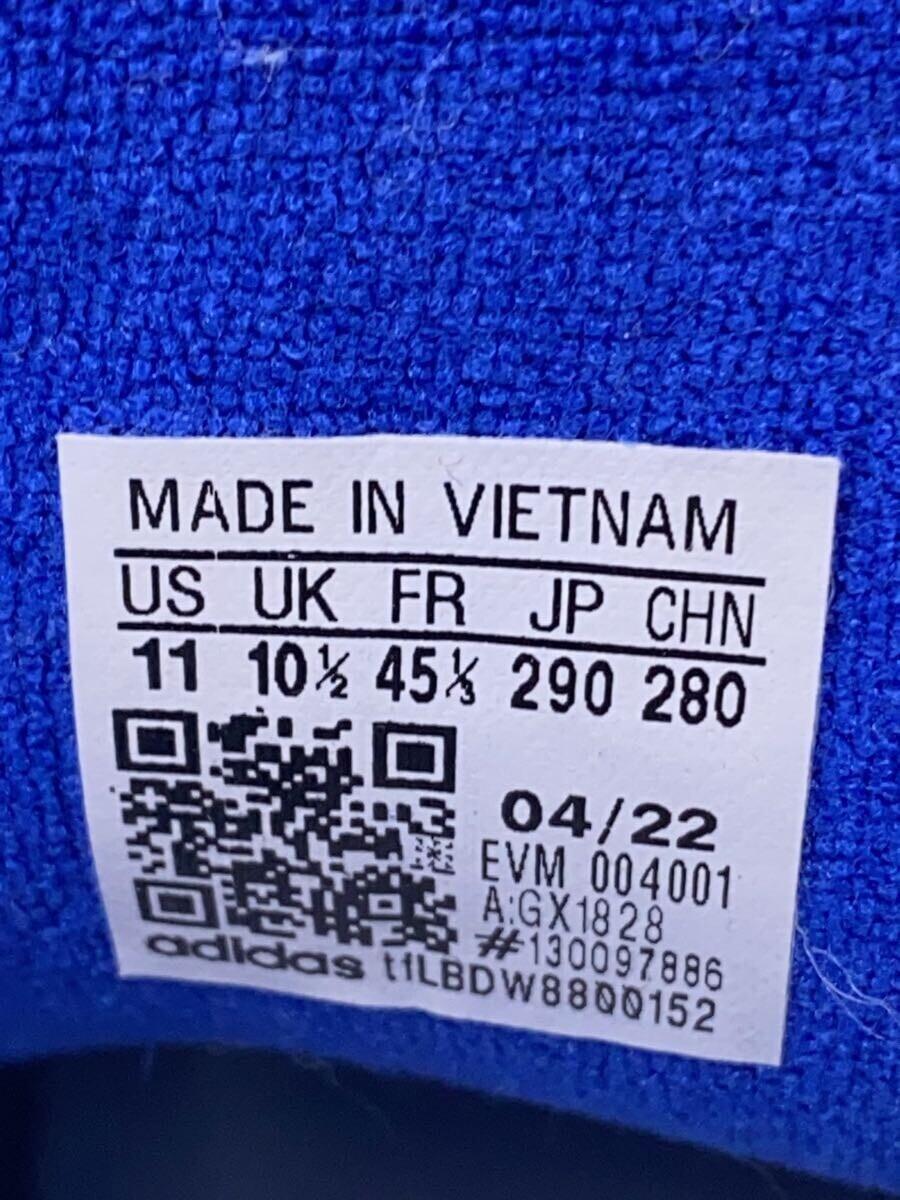 MADE IN VIETNAM
US UK FR JP CHN
11 10½ 45⅓ 290 280
04/22
EVM 004001
A:GX1828
#130097886
adidas t1LBDW8800152